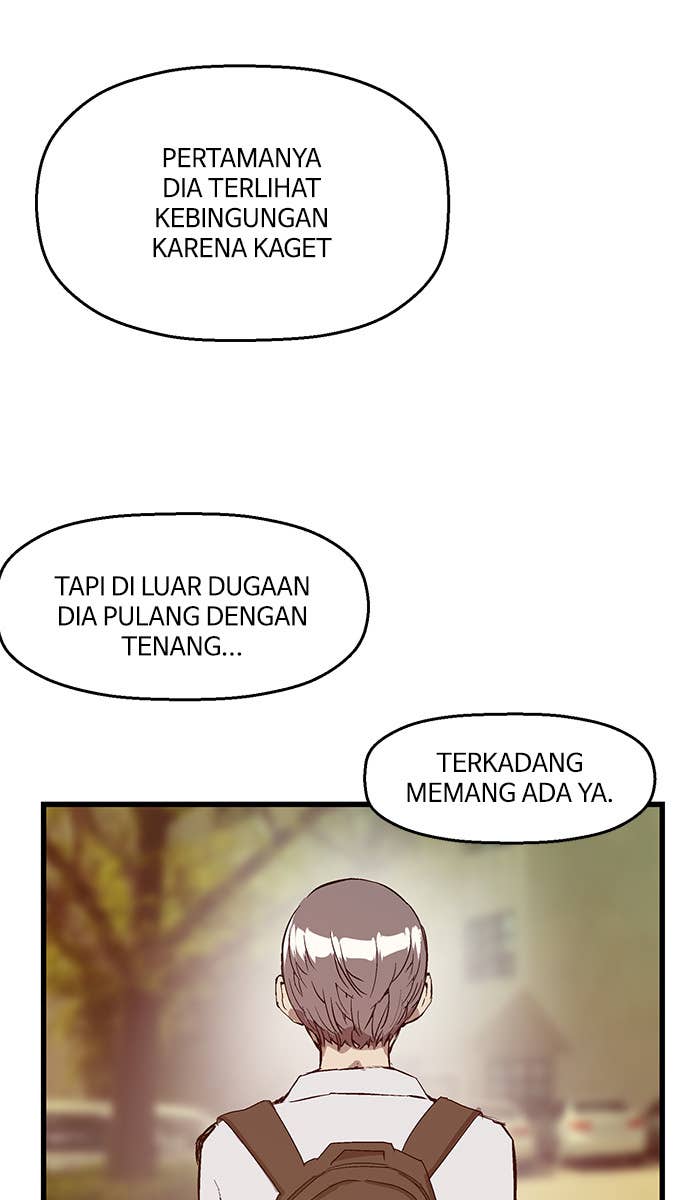 PERTAMANYA
DIA TERLIHAT
KEBINGUNGAN
KARENA KAGET
TAPI DI LUAR DUGAAN
DIA PULANG DENGAN
TENANG...
TERKADANG
MEMANG ADA YA.